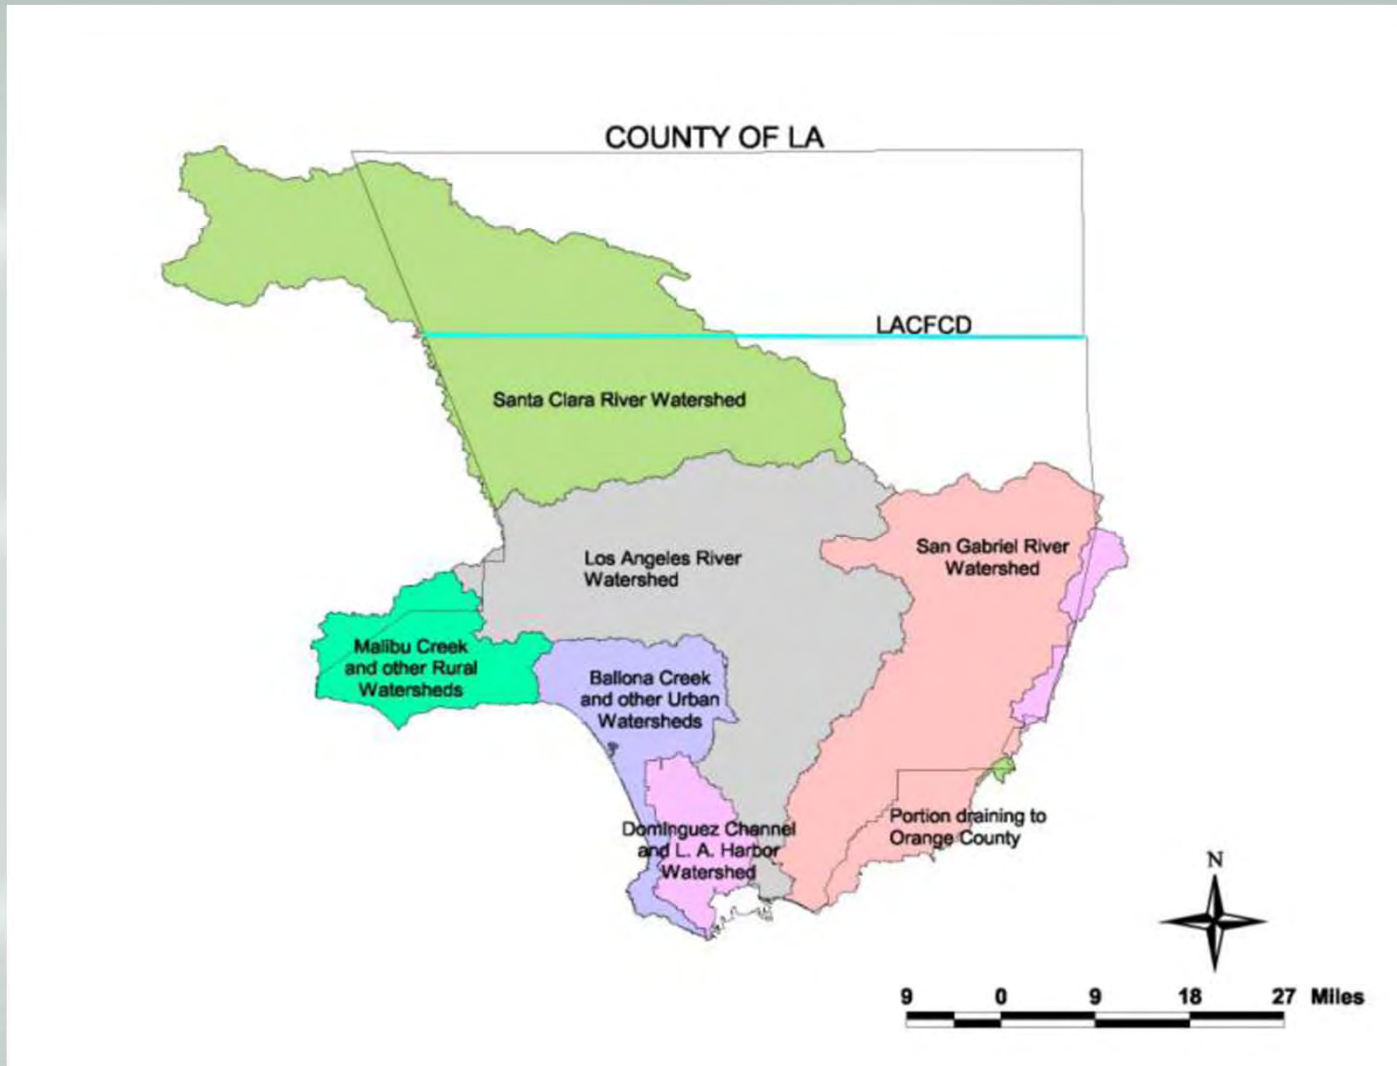 COUNTY OF LA
LACFCD
Santa Clara River Watershed
Los Angeles River
Watershed
San Gabriel River
Watershed
Malibu Creek
and other Rural
Watersheds
Ballona Creek
and other Urban
Watersheds
Dominguez Channel
and L. A. Harbor
Watershed
Portion draining to
Orange County
N
9 0 9 18 27 Miles